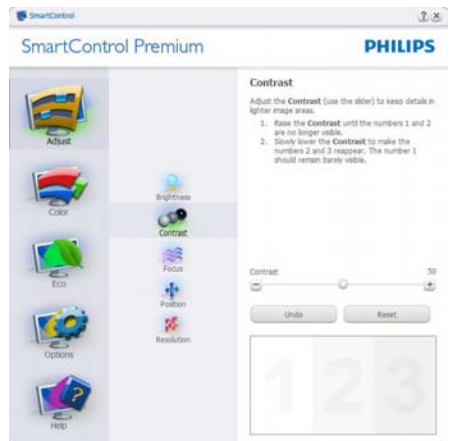 SmartControl
? x
SmartControl Premium
PHILIPS
Adjust
Color
Eco
Options
Help
Brightness
Contrast
Focus
Position
Resolution
Contrast
Adjust the Contrast (use the slider) to keep details in
lighter image areas.
1. Raise the Contrast until the numbers 1 and 2
are no longer visible.
2. Slowly lower the Contrast to make the
numbers 2 and 3 reappear. The number 1
should remain barely visible.
Contrast 50
Undo Reset
1 2 3